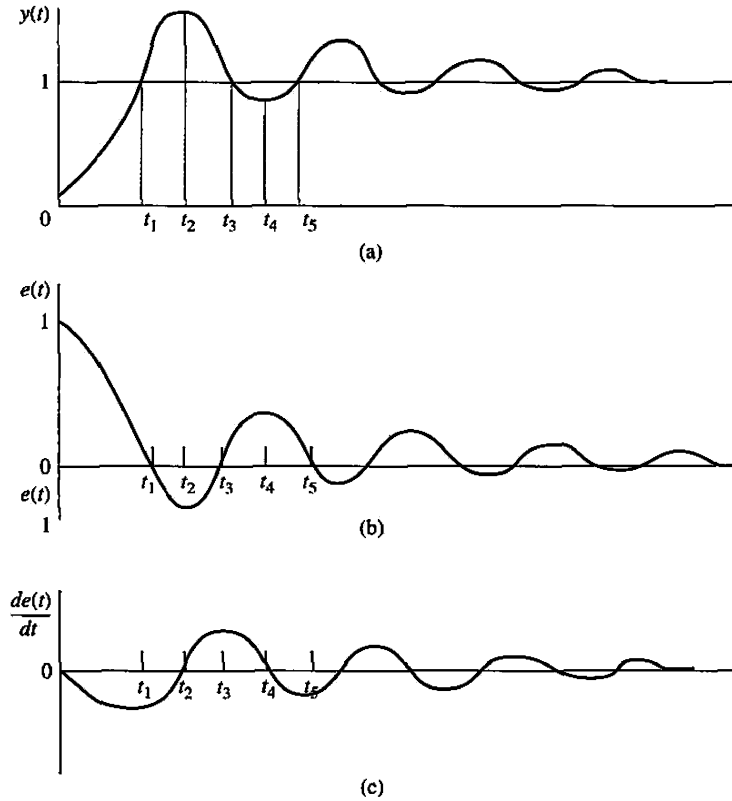 y(t)
1
0
t₁ t₂ t₃ t₄ t₅
(a)
e(t)
1
0
t₁ t₂ t₃ t₄ t₅
e(t)
1
(b)
de(t)
dt
0
t₁ t₂ t₃ t₄ t₅
(c)